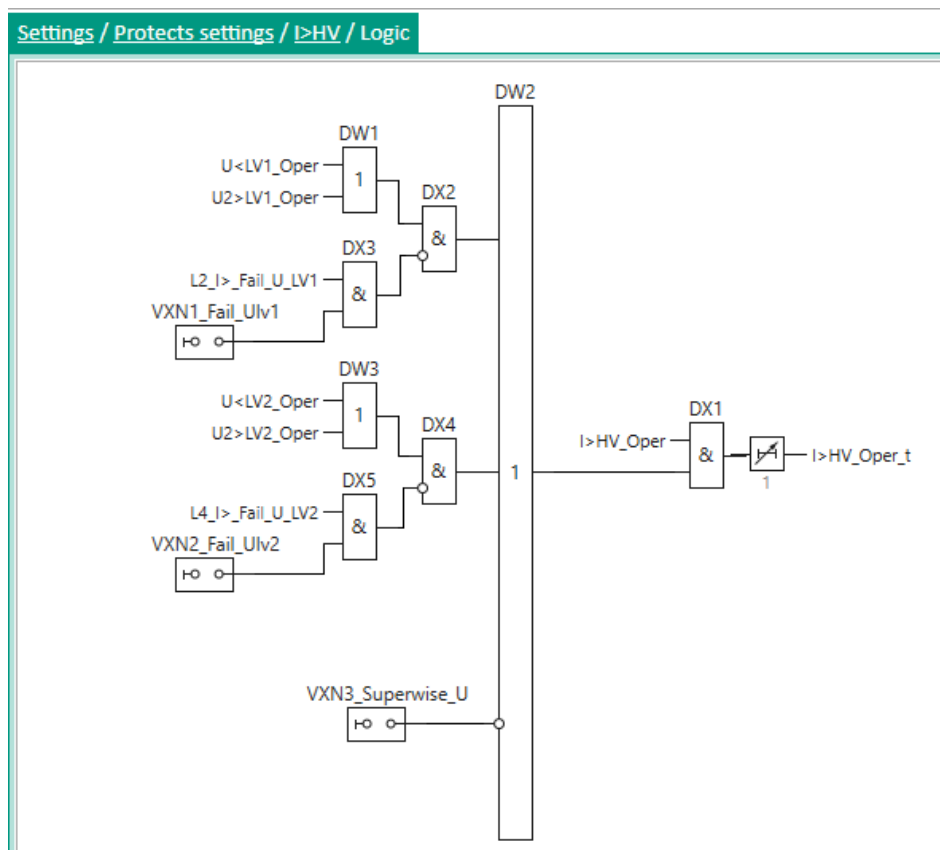 Settings / Protects settings / I>HV / Logic
DW2
DW1
U<LV1_Oper
1
U2>LV1_Oper
DX2
&
DX3
L2_I>_Fail_U_LV1
&
VXN1_Fail_Ulv1
DW3
U<LV2_Oper
1
U2>LV2_Oper
DX4
&
DX5
L4_I>_Fail_U_LV2
&
VXN2_Fail_Ulv2
1
DX1
I>HV_Oper
&
I>HV_Oper_t
1
VXN3_Superwise_U